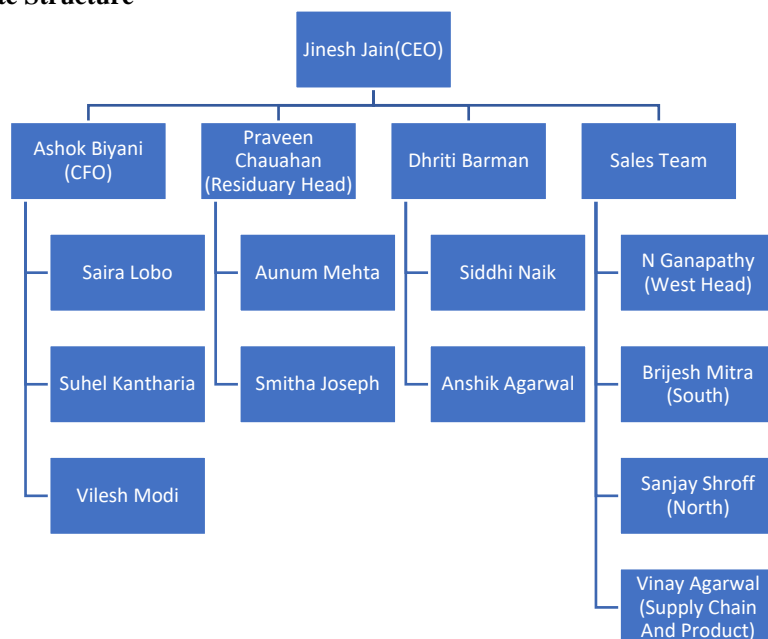 Structure
Jinesh Jain(CEO)
Ashok Biyani
(CFO)
Praveen
Chauahan
(Residuary Head)
Dhriti Barman
Sales Team
Saira Lobo
Aunum Mehta
Siddhi Naik
N Ganapathy
(West Head)
Suhel Kantharia
Smitha Joseph
Anshik Agarwal
Brijesh Mitra
(South)
Vilesh Modi
Sanjay Shroff
(North)
Vinay Agarwal
(Supply Chain
And Product)